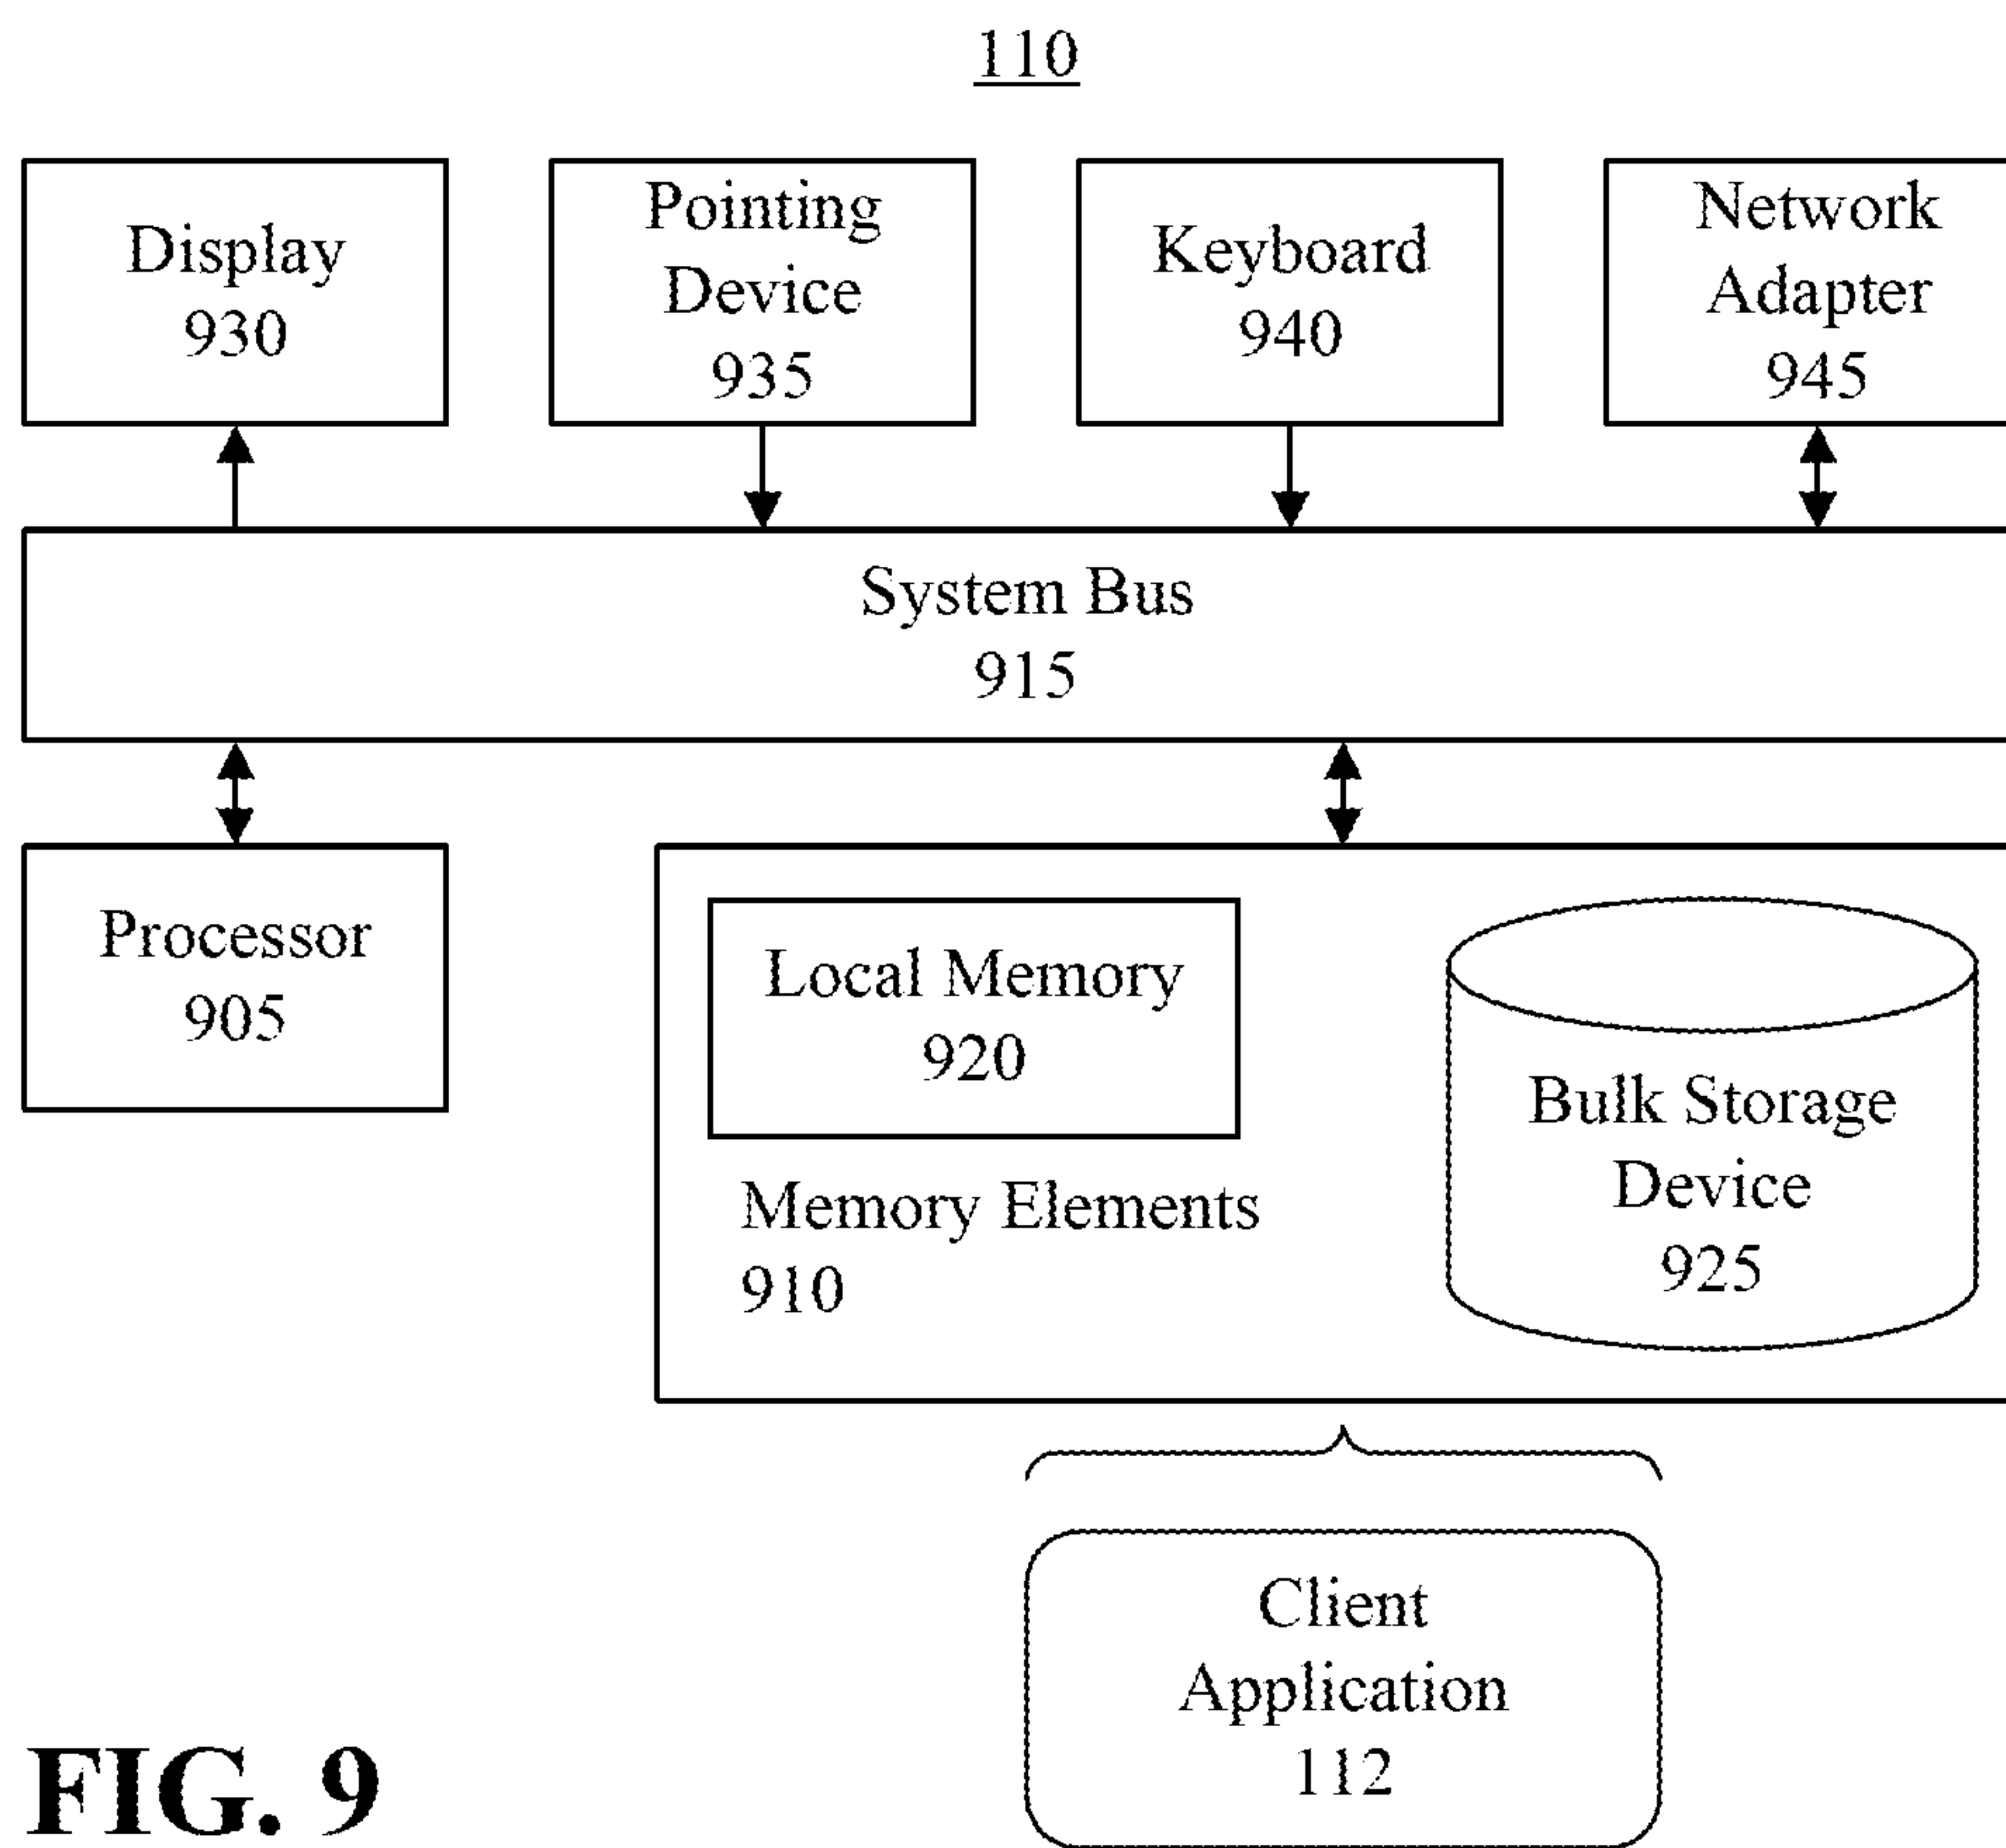 110
Display
930
Pointing
Device
935
Keyboard
940
Network
Adapter
945
System Bus
915
Processor
905
Local Memory
920
Memory Elements
910
Bulk Storage
Device
925
Client
Application
112
FIG. 9